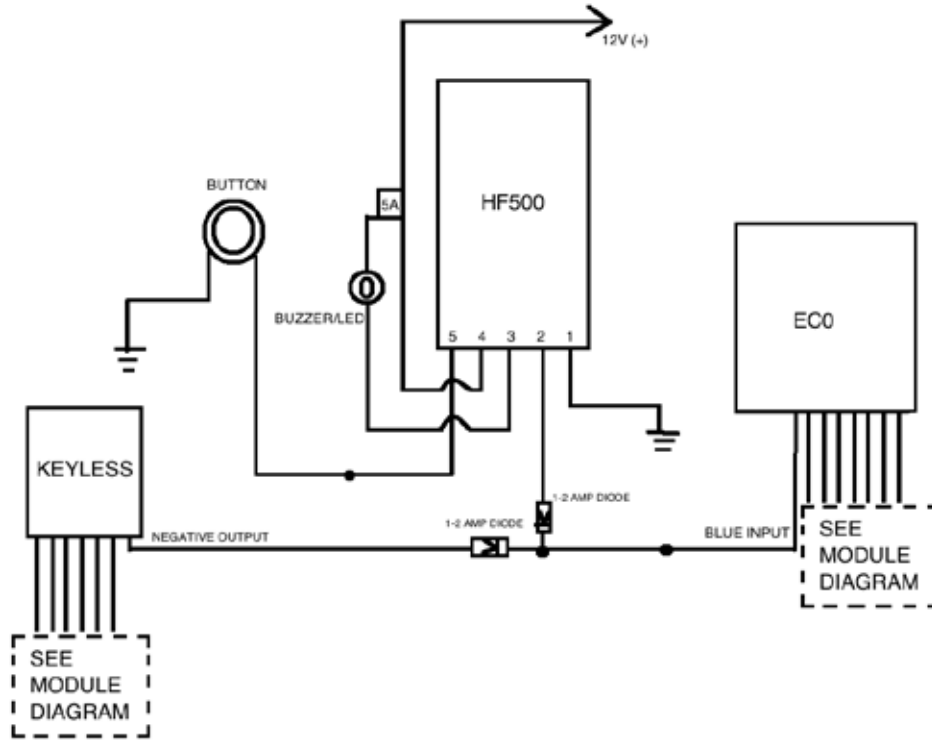 12V (+)
HF500
BUTTON
5A
BUZZER/LED
5 4 3 2 1
EC0
KEYLESS
1-2 AMP DIODE
1-2 AMP DIODE
NEGATIVE OUTPUT
BLUE INPUT
SEE
MODULE
DIAGRAM
SEE
MODULE
DIAGRAM